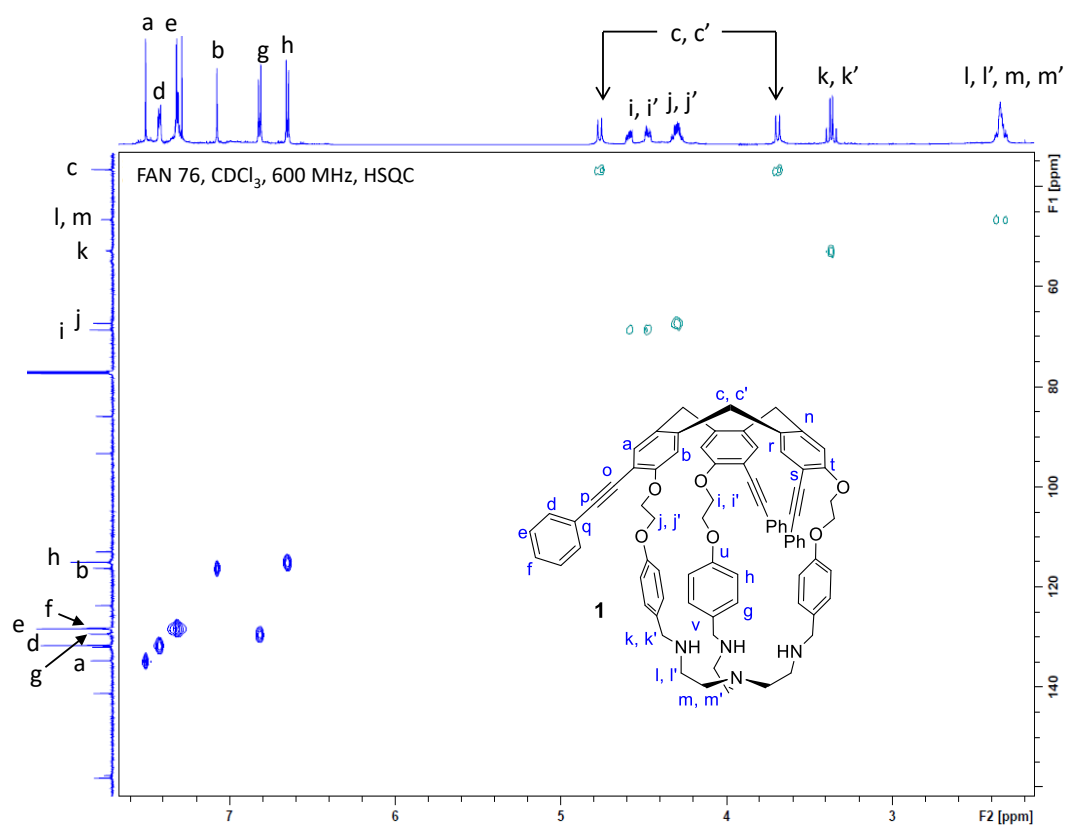 a e
d
b
g
h
c, c’
i, i’
j, j’
k, k’
l, l’, m, m’
FAN 76, CDCl3, 600 MHz, HSQC
c
l, m
k
j
i
h
b
f
e
d
g
a
F1 [ppm]
60
80
100
120
140
7 6 5 4 3 F2 [ppm]
c, c'
n
a
b
r
o
s
t
p
O
O
O
d
q
i, i'
e
j, j'
f
O
O
Ph
Ph
O
u
h
1
g
v
k, k'
NH
NH
HN
l, l'
N
m, m'